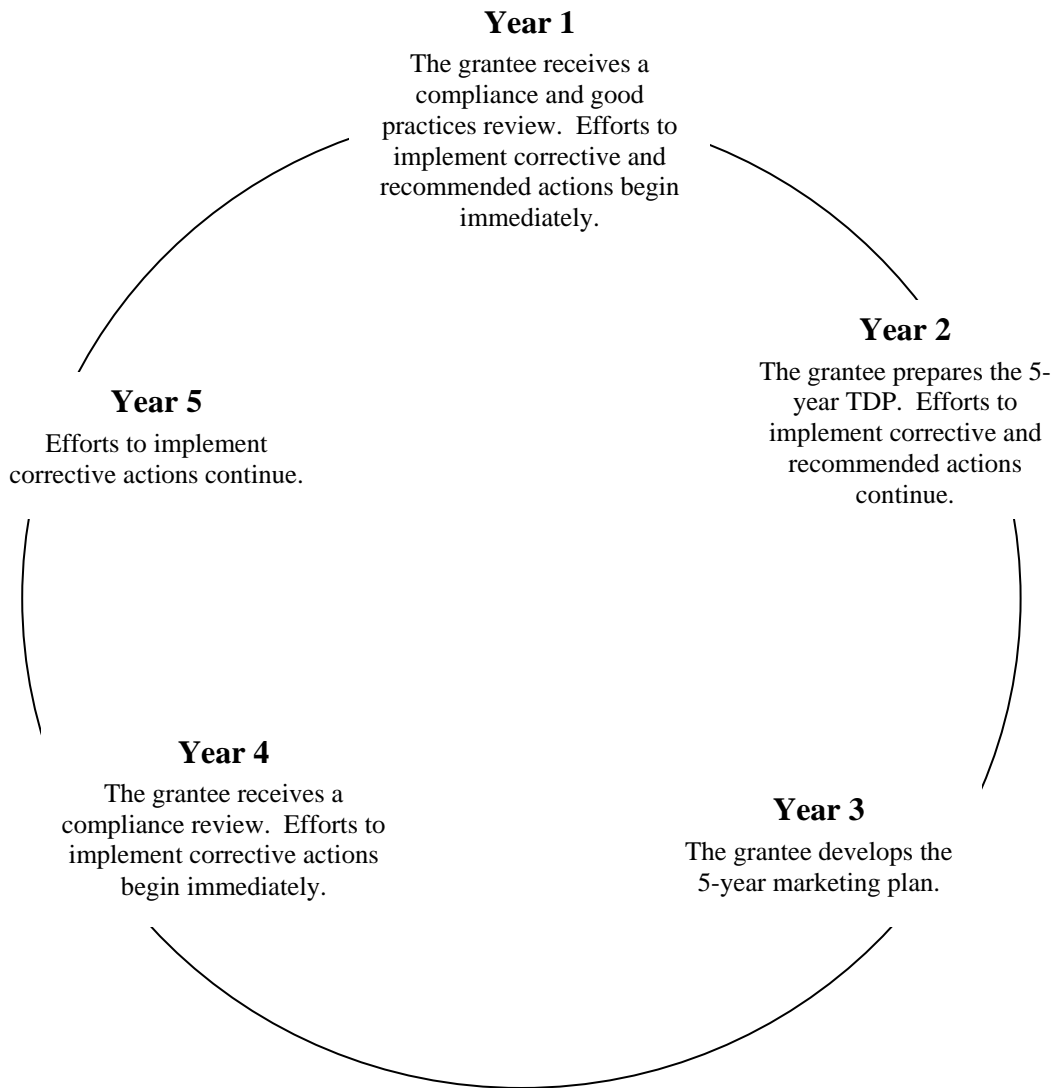 Year 1
The grantee receives a
compliance and good
practices review.  Efforts to
implement corrective and
recommended actions begin
immediately.
Year 2
The grantee prepares the 5-
year TDP.  Efforts to
implement corrective and
recommended actions
continue.
Year 3
The grantee develops the
5-year marketing plan.
Year 4
The grantee receives a
compliance review.  Efforts to
implement corrective actions
begin immediately.
Year 5
Efforts to implement
corrective actions continue.